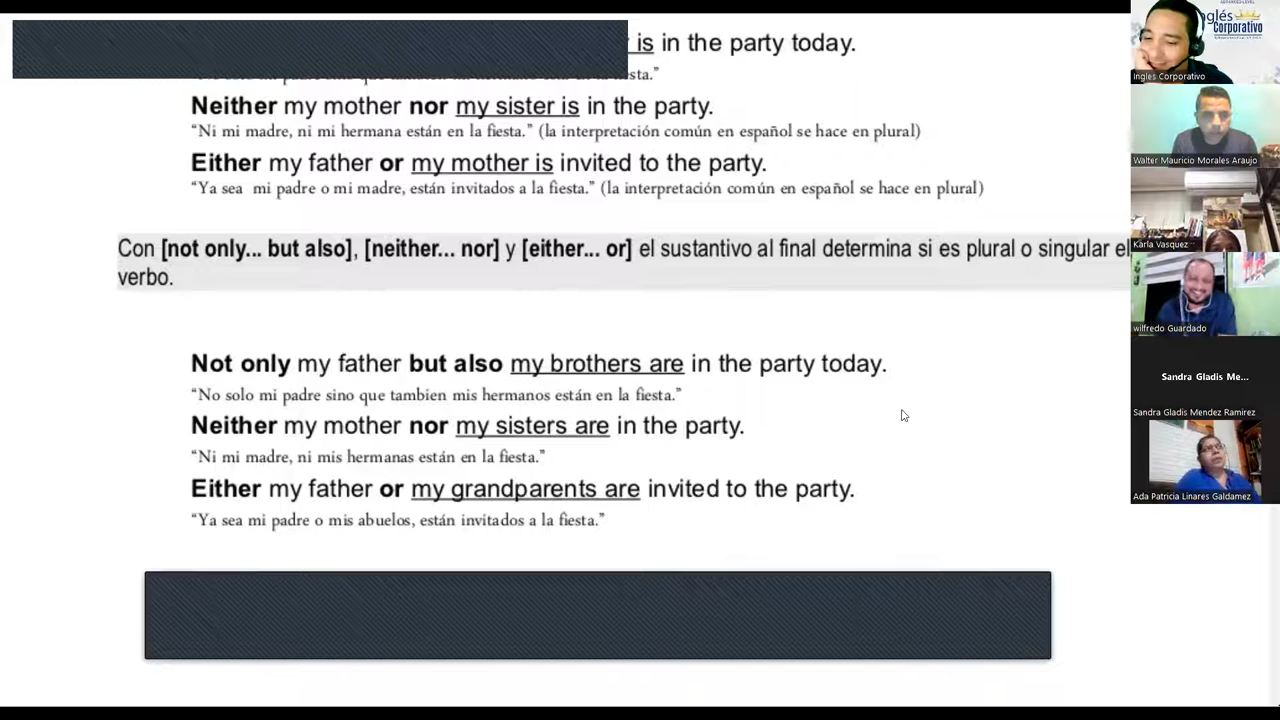 is in the party today.
sta.”
Neither my mother nor my sister is in the party.
“Ni mi madre, ni mi hermana están en la fiesta.” (la interpretación común en español se hace en plural)
Either my father or my mother is invited to the party.
“Ya sea mi padre o mi madre, están invitados a la fiesta.” (la interpretación común en español se hace en plural)
Con [not only... but also], [neither... nor] y [either... or] el sustantivo al final determina si es plural o singular el
verbo.
Not only my father but also my brothers are in the party today.
“No solo mi padre sino que tambien mis hermanos están en la fiesta.”
Neither my mother nor my sisters are in the party.
“Ni mi madre, ni mis hermanas están en la fiesta.”
Either my father or my grandparents are invited to the party.
“Ya sea mi padre o mis abuelos, están invitados a la fiesta.”
nglés
Corporativo
Ingles Corporativo
Walter Mauricio Morales Araujo
Karla Vasquez
wilfredo Guardado
Sandra Gladis Me...
Sandra Gladis Mendez Ramirez
Ada Patricia Linares Galdamez